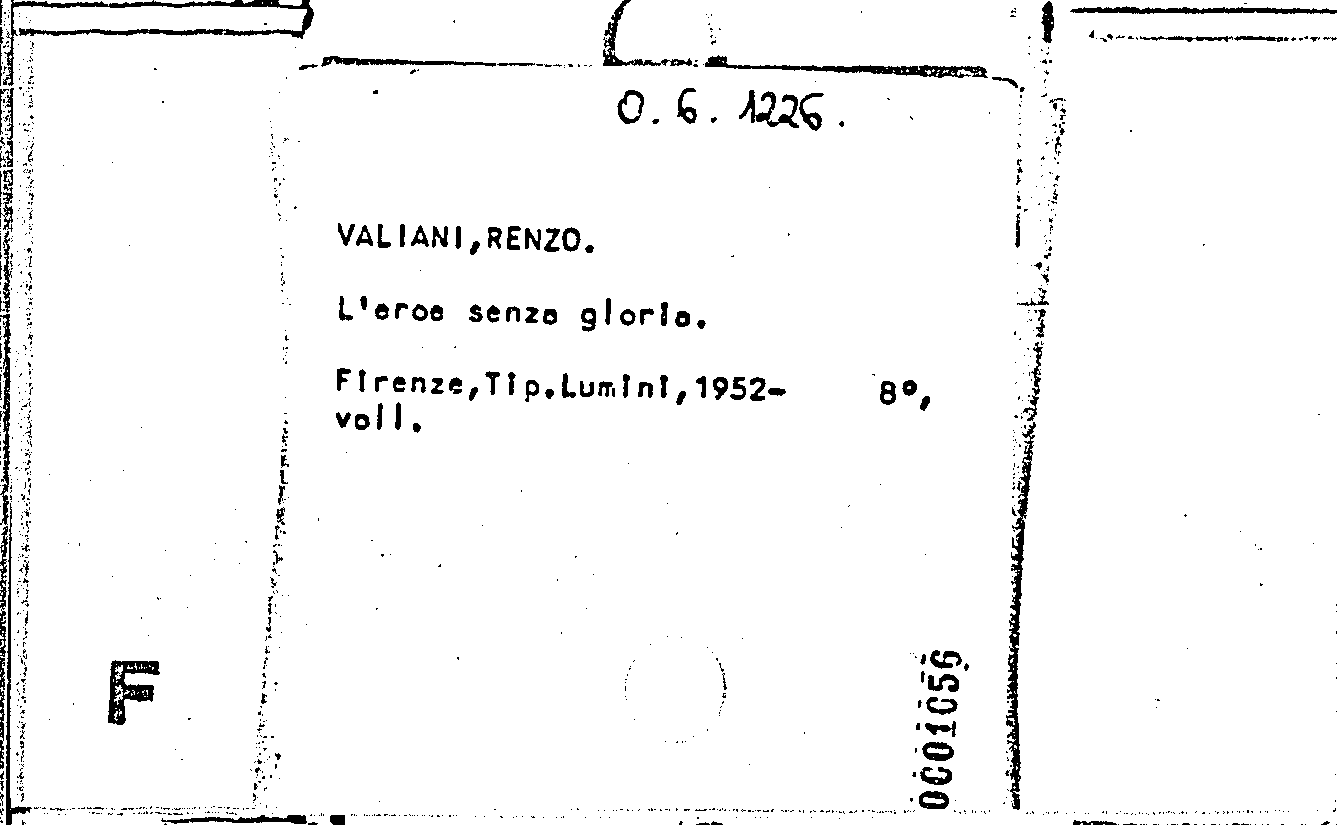 O. 6. 1226.
VALIANI,RENZO.
L'eroe senza gloria.
Firenze,Tip.Lumini,1952- 8°,
voll.
F
0001056